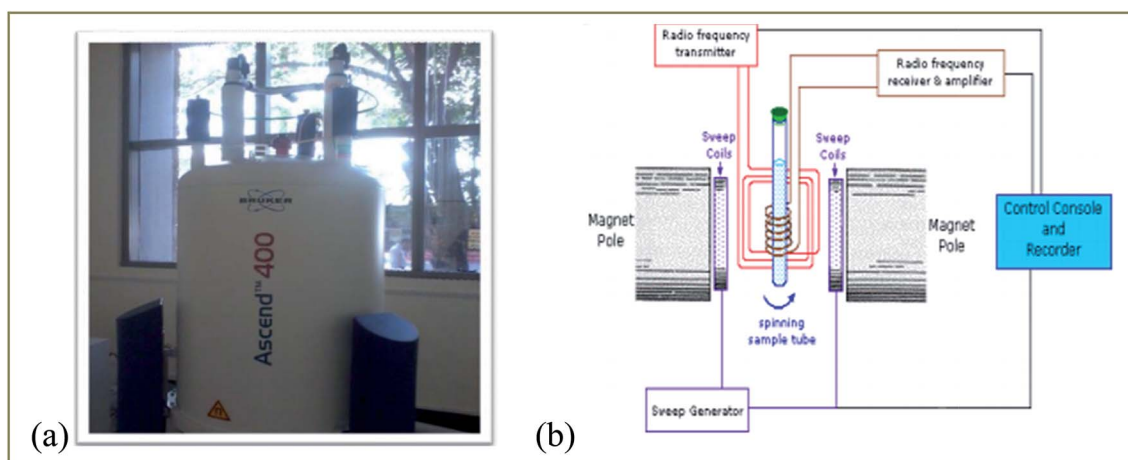 BRUKER
Ascend™ 400
(a)
Radio frequency
transmitter
Radio frequency
receiver & amplifier
Sweep
Coils
Sweep
Coils
Magnet
Pole
Magnet
Pole
Control Console
and
Recorder
spinning
sample tube
Sweep Generator
(b)